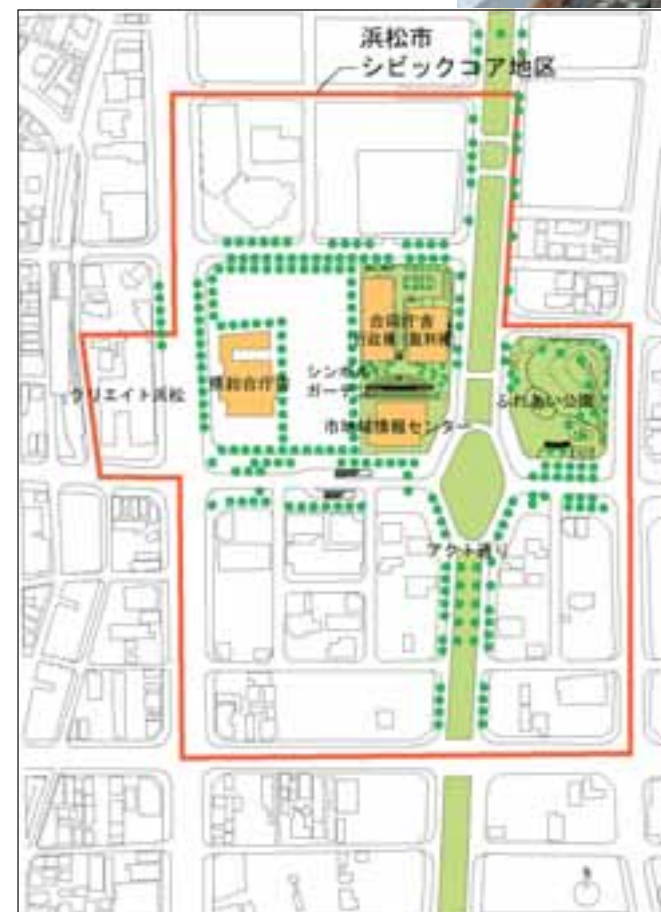 浜松市
シビックコア地区
合同庁舎
シンボル
ガーデン
県総合庁舎
クリエイト浜松
ふれあい公園
市地域情報センター
アクト通り